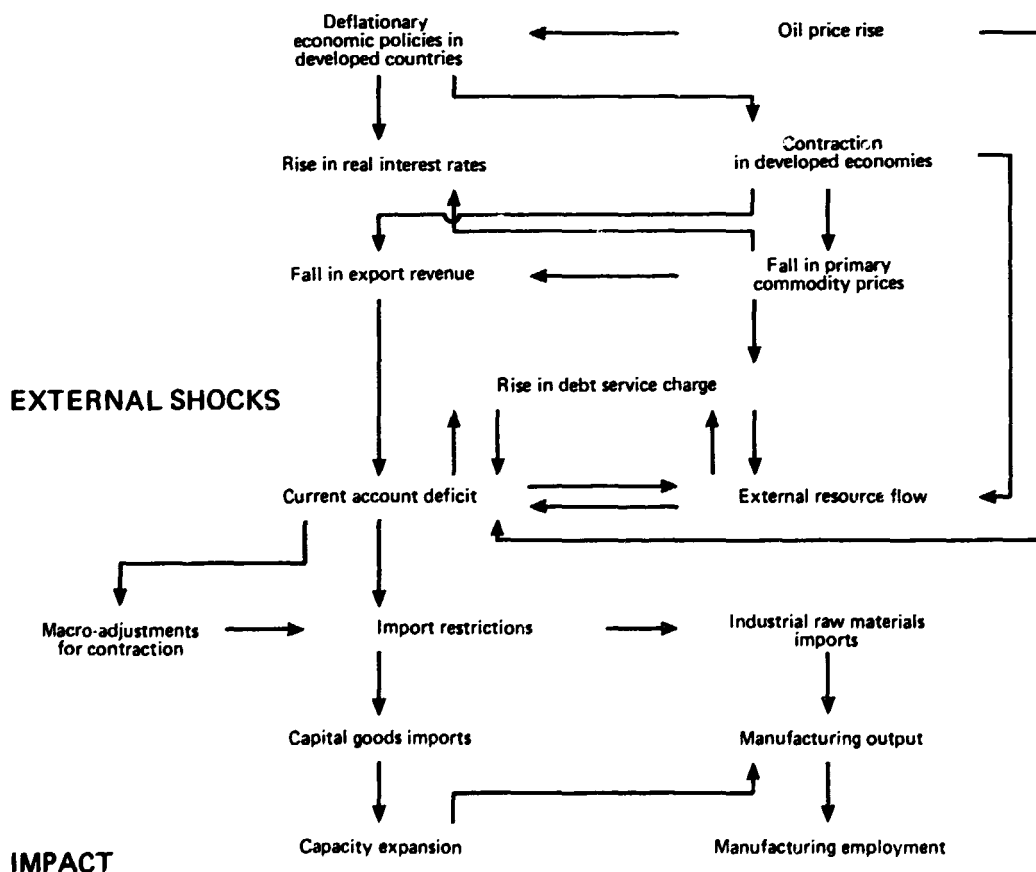 Deflationary
economic policies in
developed countries
Oil price rise
Rise in real interest rates
Contraction
in developed economies
Fall in export revenue
Fall in primary
commodity prices
Rise in debt service charge
EXTERNAL SHOCKS
Current account deficit
External resource flow
Macro-adjustments
for contraction
Import restrictions
Industrial raw materials
imports
Capital goods imports
Manufacturing output
Capacity expansion
Manufacturing employment
IMPACT